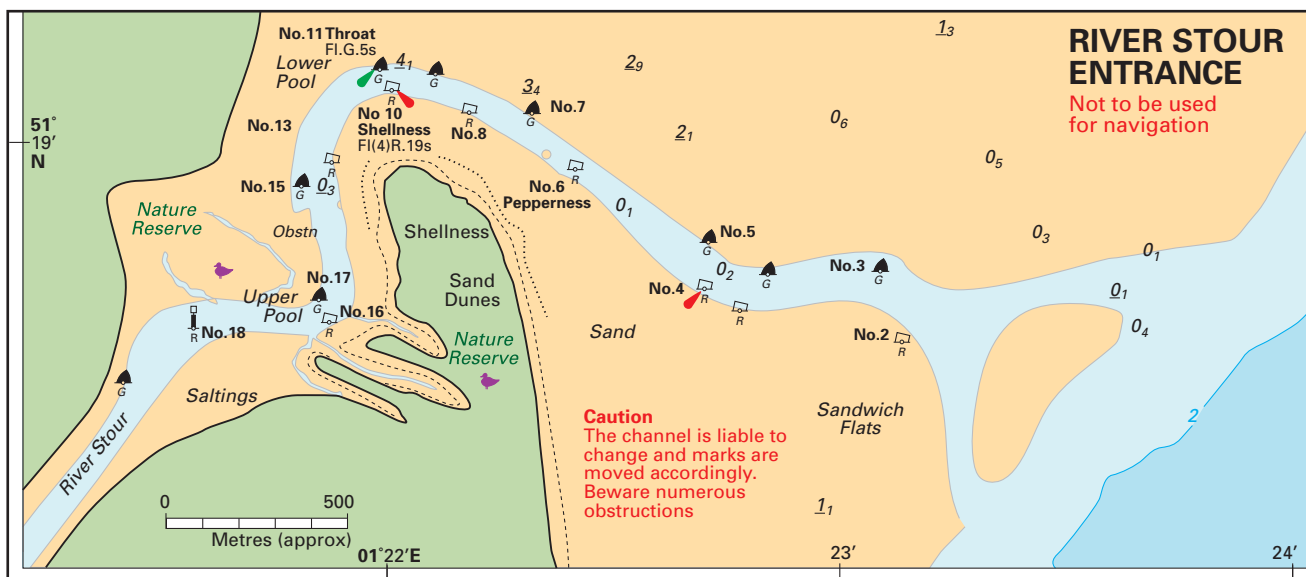 RIVER STOUR
ENTRANCE
Not to be used
for navigation
No.11 Throat
Fl.G.5s
Lower
Pool
G
4₁
G
R
No 10
Shellness
Fl(4)R.19s
R
No.8
3₄
No.7
G
2₉
1₃
2₁
0₆
0₅
51°
19'
N
No.13
R
No.15
G
0₃
R
No.6
Pepperness
0₁
Nature
Reserve
Obstn
Shellness
Sand
Dunes
No.5
G
0₂
No.4
R
R
G
No.3
G
0₃
0₁
0₁
0₄
No.17
G
Upper
Pool
No.16
R
R
No.18
Nature
Reserve
Sand
No.2
R
G
Saltings
River Stour
Caution
The channel is liable to
change and marks are
moved accordingly.
Beware numerous
obstructions
Sandwich
Flats
2
1₁
0 500
Metres (approx)
01°22'E
23'
24'